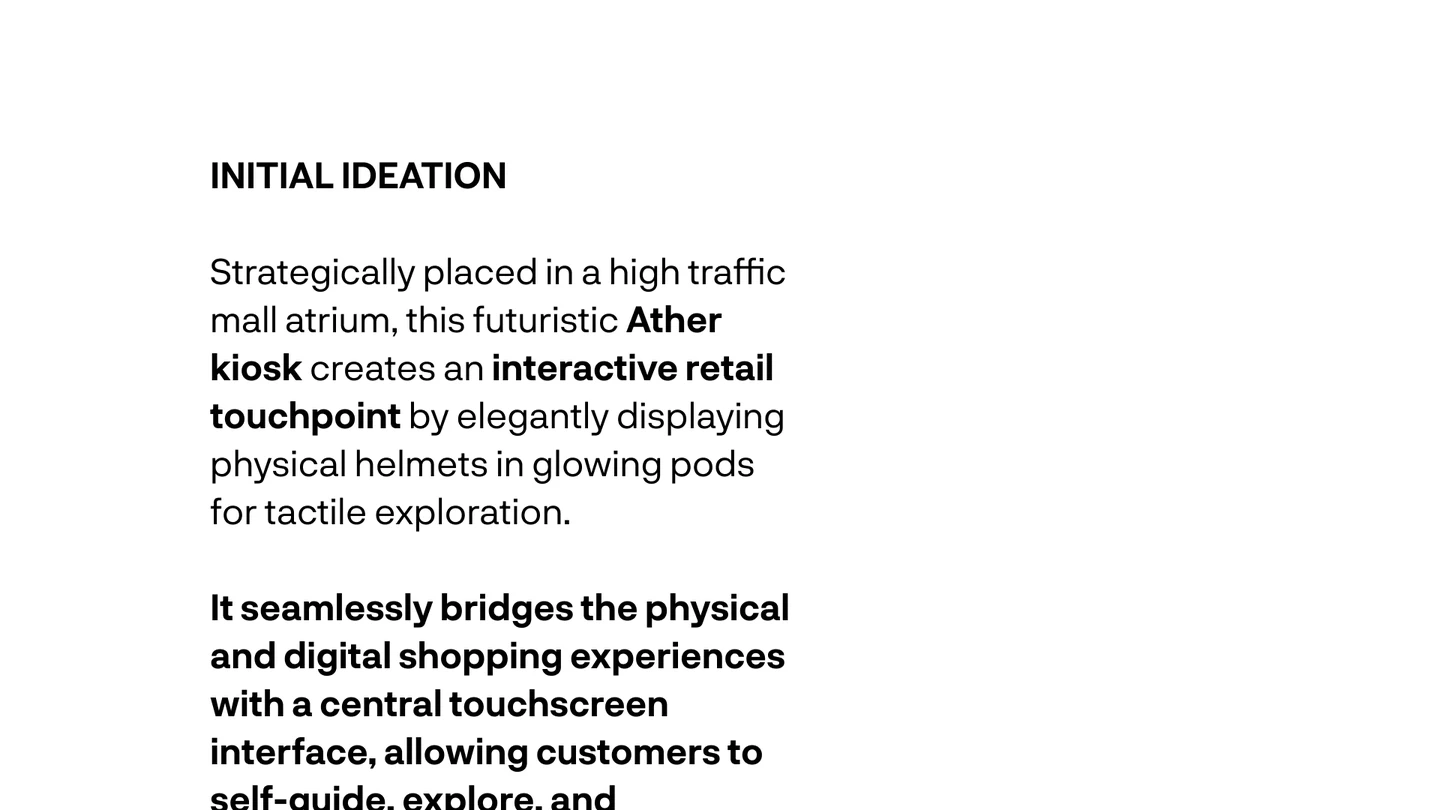 INITIAL IDEATION
Strategically placed in a high traffic
mall atrium, this futuristic Ather
kiosk creates an interactive retail
touchpoint by elegantly displaying
physical helmets in glowing pods
for tactile exploration.
It seamlessly bridges the physical
and digital shopping experiences
with a central touchscreen
interface, allowing customers to
self-guide, explore, and